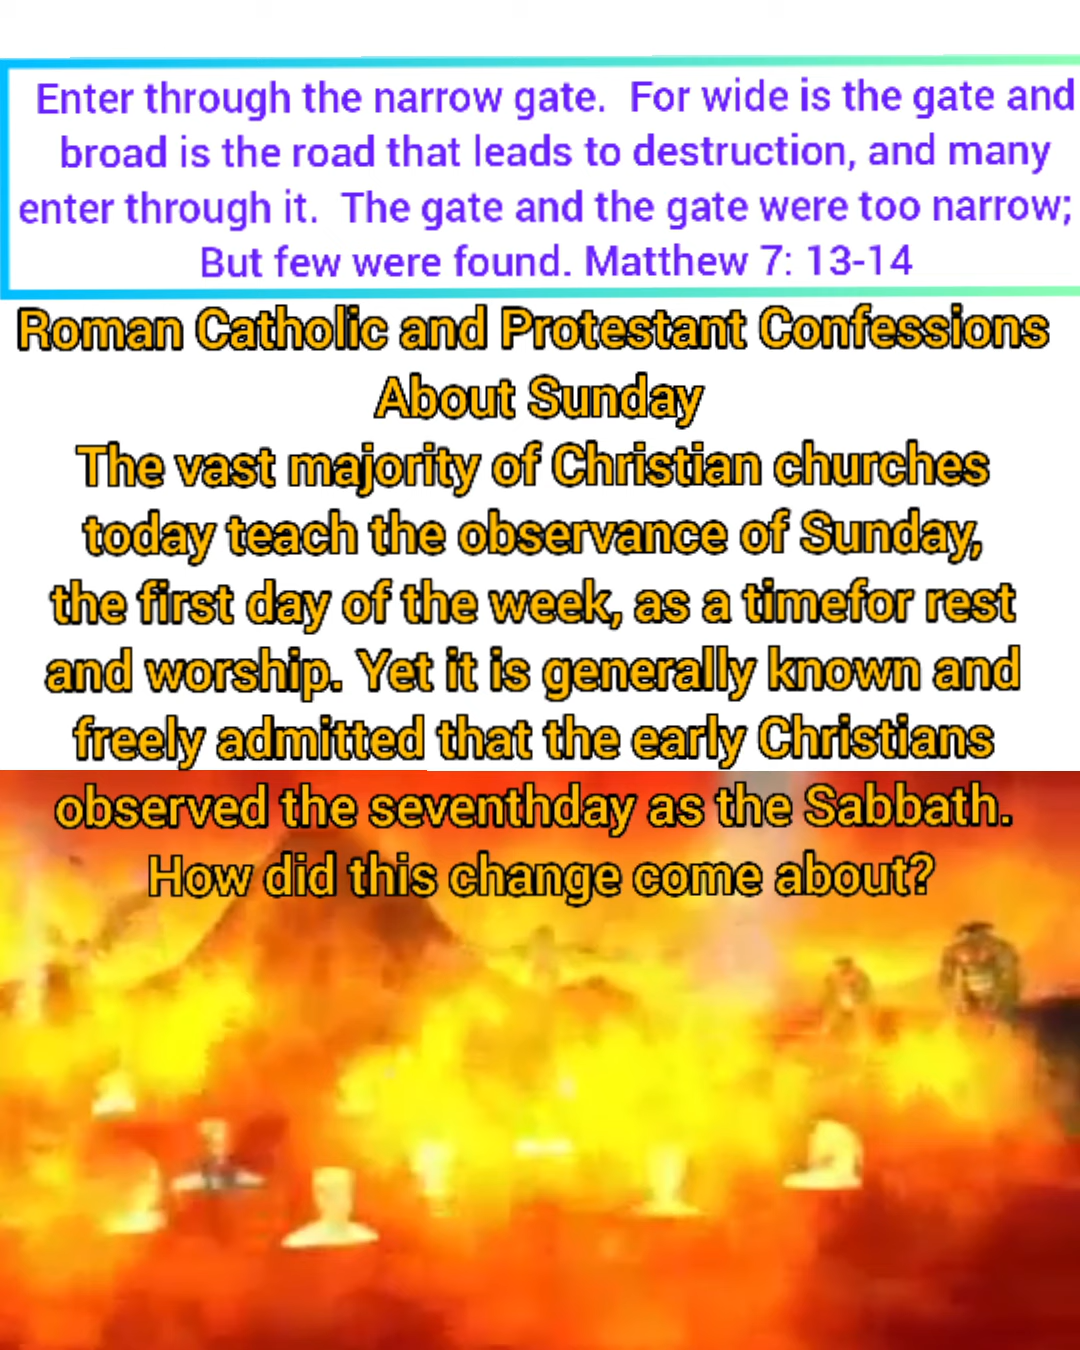 Enter through the narrow gate. For wide is the gate and
broad is the road that leads to destruction, and many
enter through it. The gate and the gate were too narrow;
But few were found. Matthew 7: 13-14
Roman Catholic and Protestant Confessions
About Sunday
The vast majority of Christian churches
today teach the observance of Sunday,
the first day of the week, as a timefor rest
and worship. Yet it is generally known and
freely admitted that the early Christians
observed the seventhday as the Sabbath.
How did this change come about?